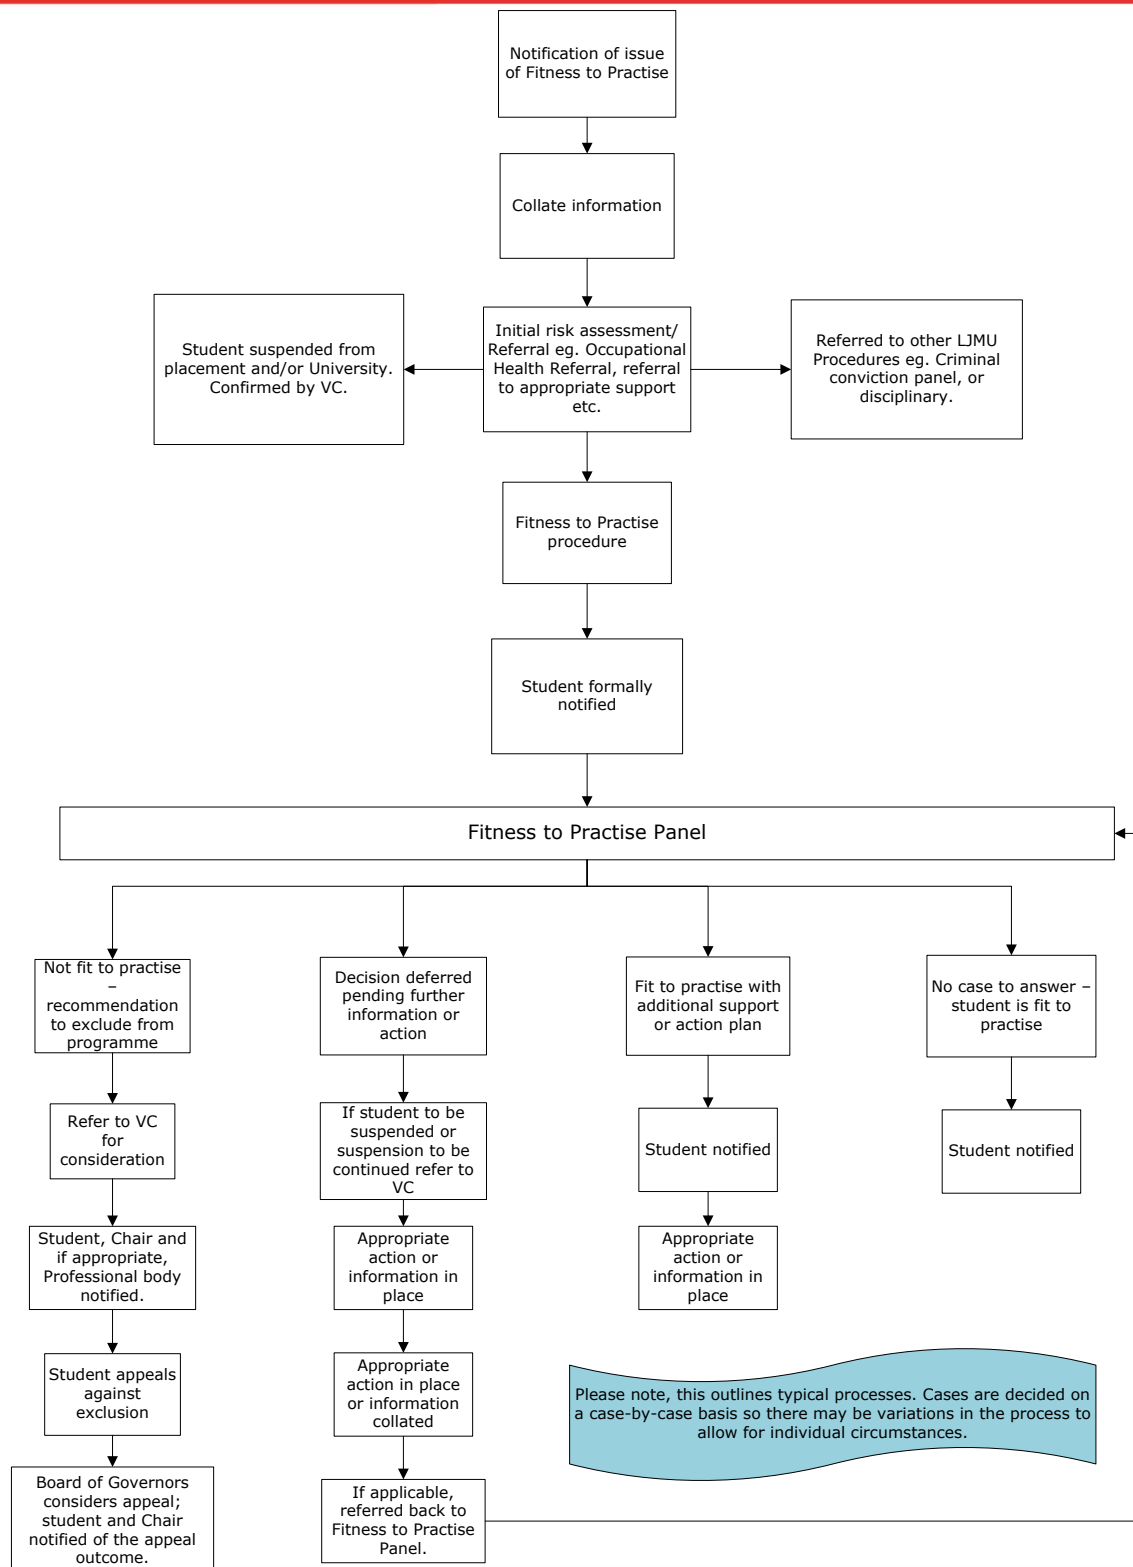 Notification of issue
of Fitness to Practise
Collate information
Student suspended from
placement and/or University.
Confirmed by VC.
Initial risk assessment/
Referral eg. Occupational
Health Referral, referral
to appropriate support
etc.
Referred to other LJMU
Procedures eg. Criminal
conviction panel, or
disciplinary.
Fitness to Practise
procedure
Student formally
notified
Fitness to Practise Panel
Not fit to practise
–
recommendation
to exclude from
programme
Decision deferred
pending further
information or
action
Fit to practise with
additional support
or action plan
No case to answer –
student is fit to
practise
Refer to VC
for
consideration
If student to be
suspended or
suspension to be
continued refer to
VC
Student notified
Student notified
Student, Chair and
if appropriate,
Professional body
notified.
Appropriate
action or
information in
place
Appropriate
action or
information in
place
Student appeals
against
exclusion
Appropriate
action in place
or information
collated
Please note, this outlines typical processes. Cases are decided on
a case-by-case basis so there may be variations in the process to
allow for individual circumstances.
Board of Governors
considers appeal;
student and Chair
notified of the appeal
outcome.
If applicable,
referred back to
Fitness to Practise
Panel.